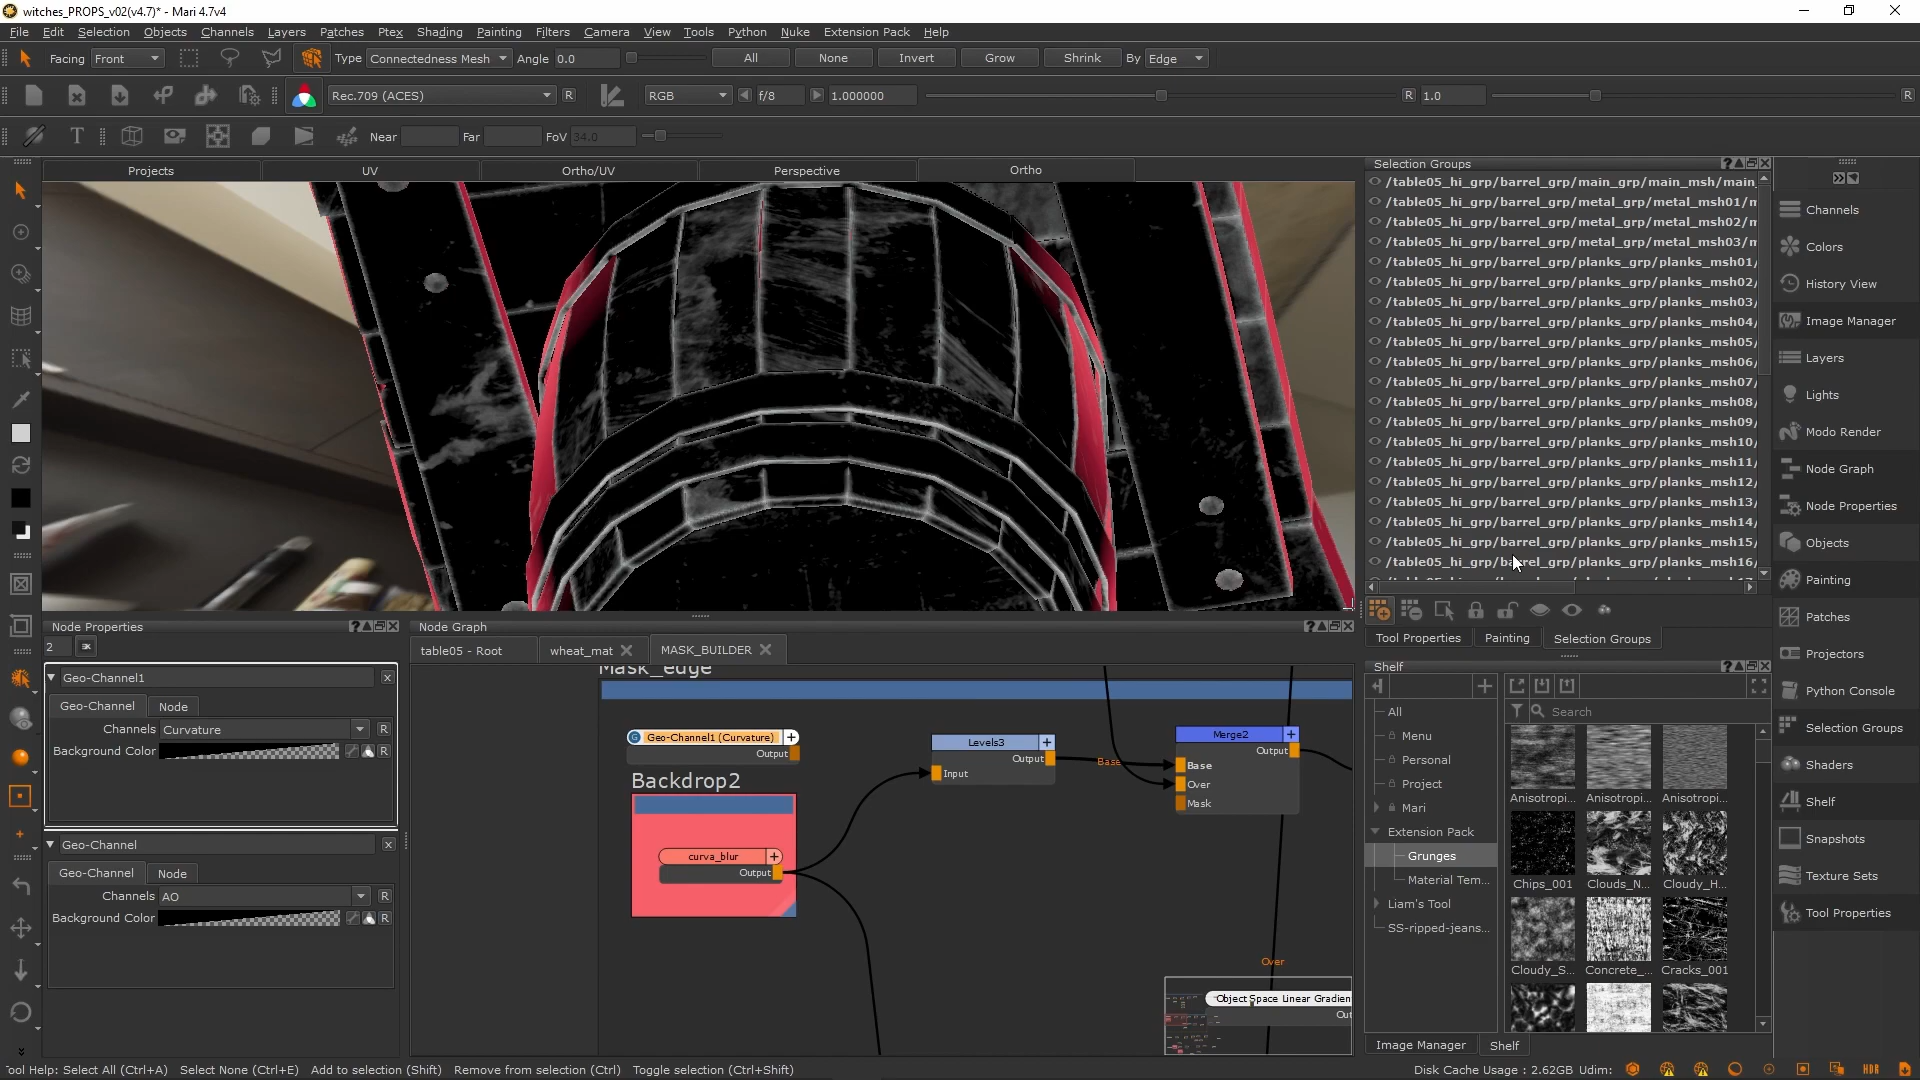 witches_PROPS_v02(v4.7)* - Mari 4.7v4
File Edit Selection Objects Channels Layers Patches Ptex Shading Painting Filters Camera View Tools Python Nuke Extension Pack Help
Facing Front Type Connectedness Mesh Angle 0.0 All None Invert Grow Shrink By Edge
Rec.709 (ACES) R RGB f/8 1.000000 R 1.0 R
T Near Far FoV 34.0
Projects UV Ortho/UV Perspective Ortho
Selection Groups
/table05_hi_grp/barrel_grp/main_grp/main_msh/main_
/table05_hi_grp/barrel_grp/metal_grp/metal_msh01/m
/table05_hi_grp/barrel_grp/metal_grp/metal_msh02/m
/table05_hi_grp/barrel_grp/metal_grp/metal_msh03/m
/table05_hi_grp/barrel_grp/planks_grp/planks_msh01/
/table05_hi_grp/barrel_grp/planks_grp/planks_msh02/
/table05_hi_grp/barrel_grp/planks_grp/planks_msh03/
/table05_hi_grp/barrel_grp/planks_grp/planks_msh04/
/table05_hi_grp/barrel_grp/planks_grp/planks_msh05/
/table05_hi_grp/barrel_grp/planks_grp/planks_msh06/
/table05_hi_grp/barrel_grp/planks_grp/planks_msh07/
/table05_hi_grp/barrel_grp/planks_grp/planks_msh08/
/table05_hi_grp/barrel_grp/planks_grp/planks_msh09/
/table05_hi_grp/barrel_grp/planks_grp/planks_msh10/
/table05_hi_grp/barrel_grp/planks_grp/planks_msh11/
/table05_hi_grp/barrel_grp/planks_grp/planks_msh12/
/table05_hi_grp/barrel_grp/planks_grp/planks_msh13/
/table05_hi_grp/barrel_grp/planks_grp/planks_msh14/
/table05_hi_grp/barrel_grp/planks_grp/planks_msh15/
/table05_hi_grp/barrel_grp/planks_grp/planks_msh16/
Tool Properties Painting Selection Groups
Channels
Colors
History View
Image Manager
Layers
Lights
Modo Render
Node Graph
Node Properties
Objects
Painting
Patches
Projectors
Python Console
Selection Groups
Shaders
Shelf
Snapshots
Texture Sets
Tool Properties
Node Properties
2
Geo-Channel1
Geo-Channel Node
Channels Curvature R
Background Color R
Geo-Channel
Geo-Channel Node
Channels AO R
Background Color R
Node Graph
table05 - Root wheat_mat MASK_BUILDER
Mask_edge
Geo-Channel1 (Curvature)
Output
Backdrop2
curva_blur
Output
Levels3
Output
Input
Base
Merge2
Output
Base
Over
Mask
Over
Object Space Linear Gradien
Out
Shelf
Search
All
Menu
Personal
Project
Mari
Extension Pack
Grunges
Material Tem...
Liam's Tool
SS-ripped-jeans...
Anisotropi... Anisotropi... Anisotropi...
Chips_001 Clouds_N... Cloudy_H...
Cloudy_S... Concrete_... Cracks_001
Image Manager Shelf
Tool Help: Select All (Ctrl+A) Select None (Ctrl+E) Add to selection (Shift) Remove from selection (Ctrl) Toggle selection (Ctrl+Shift)
Disk Cache Usage : 2.62GB Udim: HDR